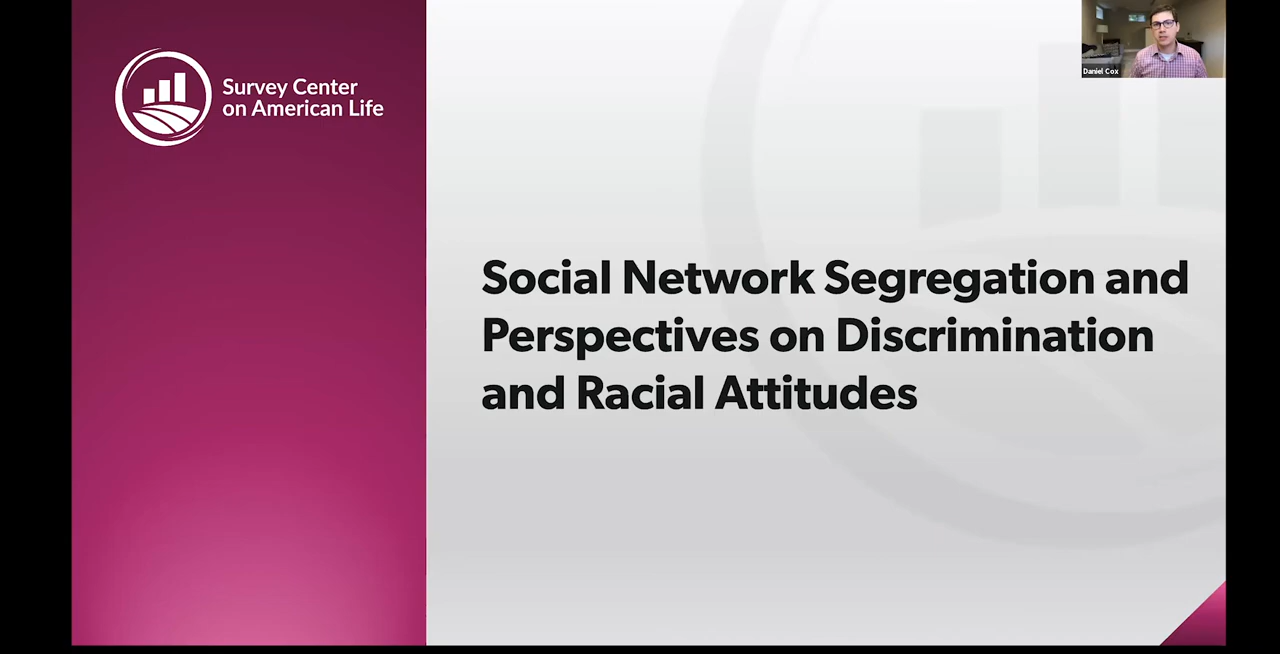 Survey Center
on American Life
Daniel Cox
Social Network Segregation and
Perspectives on Discrimination
and Racial Attitudes